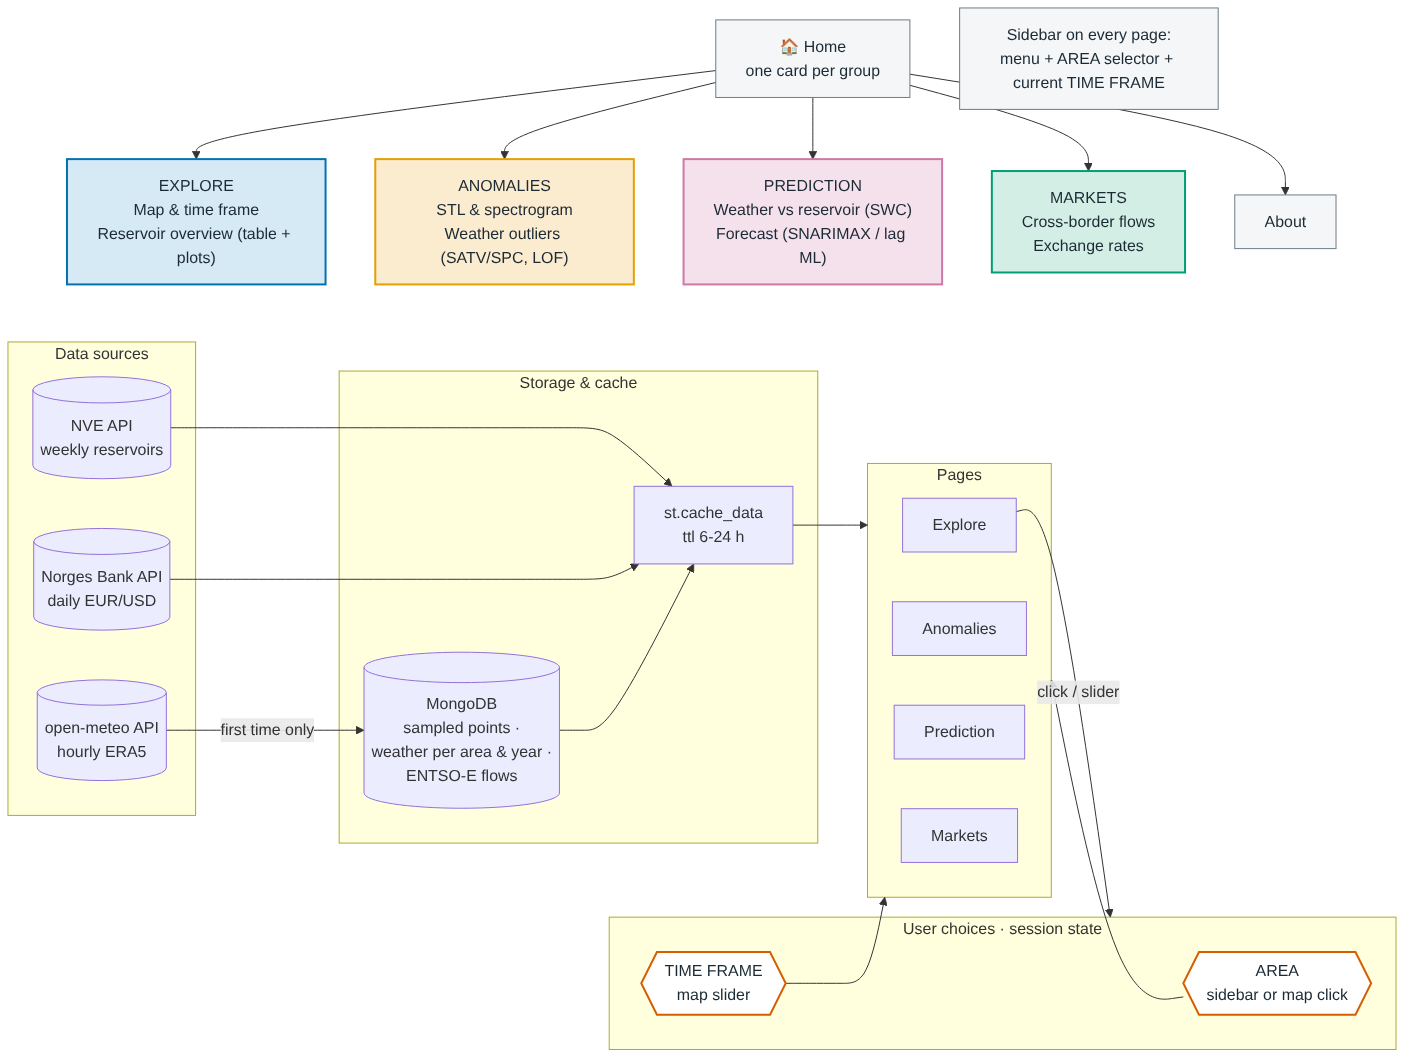 🏠 Home
one card per group
Sidebar on every page:
menu + AREA selector +
current TIME FRAME
EXPLORE
Map & time frame
Reservoir overview (table +
plots)
ANOMALIES
STL & spectrogram
Weather outliers
(SATV/SPC, LOF)
PREDICTION
Weather vs reservoir (SWC)
Forecast (SNARIMAX / lag
ML)
MARKETS
Cross-border flows
Exchange rates
About
Data sources
NVE API
weekly reservoirs
Norges Bank API
daily EUR/USD
open-meteo API
hourly ERA5
first time only
Storage & cache
st.cache_data
ttl 6-24 h
MongoDB
sampled points ·
weather per area & year ·
ENTSO-E flows
Pages
Explore
Anomalies
Prediction
Markets
click / slider
User choices · session state
TIME FRAME
map slider
AREA
sidebar or map click